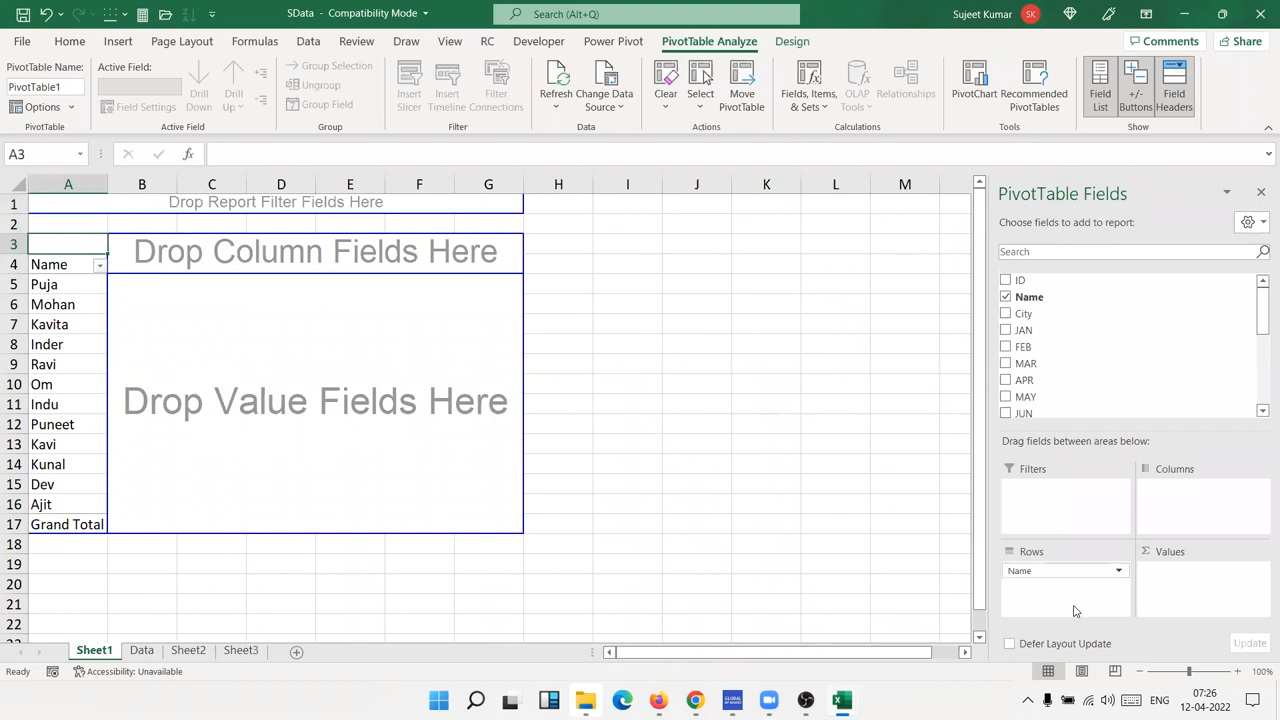 SData - Compatibility Mode
Search (Alt+Q)
Sujeet Kumar
SK
File Home Insert Page Layout Formulas Data Review Draw View RC Developer Power Pivot PivotTable Analyze Design
Comments
Share
PivotTable Name:
PivotTable1
Options
PivotTable
Active Field:
Field Settings
Drill Down
Drill Up
Active Field
Group Selection
Ungroup
Group Field
Group
Insert Slicer
Insert Timeline
Filter Connections
Filter
Refresh
Change Data Source
Data
Clear
Select
Move PivotTable
Actions
Fields, Items, & Sets
OLAP Tools
Relationships
Calculations
PivotChart
Recommended PivotTables
Tools
Field List
+/- Buttons
Field Headers
Show
A3
fx
A B C D E F G H I J K L M
1 Drop Report Filter Fields Here
2
3 Drop Column Fields Here
4 Name
5 Puja
6 Mohan
7 Kavita
8 Inder
9 Ravi
10 Om
Drop Value Fields Here
11 Indu
12 Puneet
13 Kavi
14 Kunal
15 Dev
16 Ajit
17 Grand Total
18
19
20
21
22
PivotTable Fields
Choose fields to add to report:
Search
ID
Name
City
JAN
FEB
MAR
APR
MAY
JUN
Drag fields between areas below:
Filters
Columns
Rows
Values
Name
Defer Layout Update
Update
Sheet1 Data Sheet2 Sheet3
Ready
Accessibility: Unavailable
100%
GLOBAL
ENG
07:26
12-04-2022